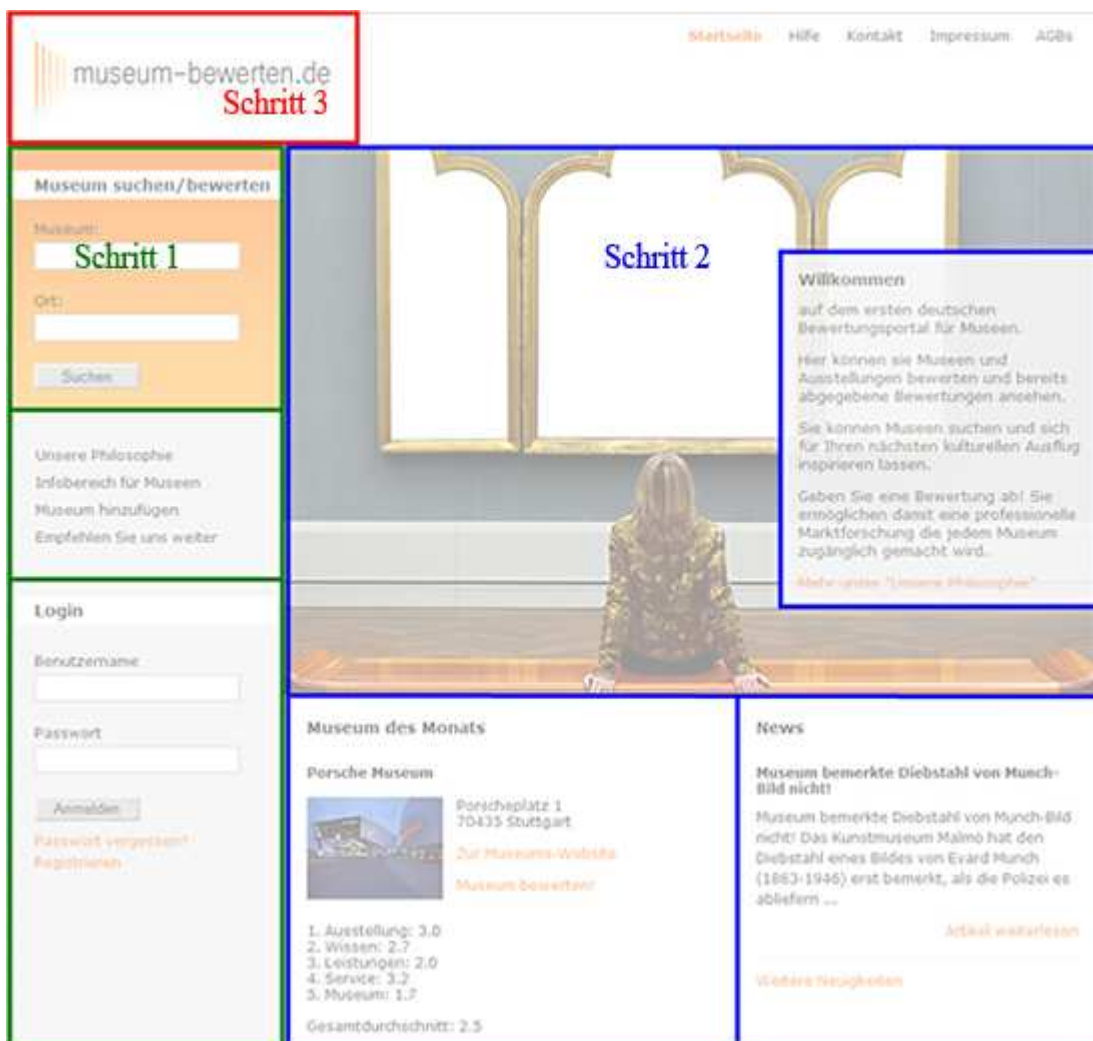 Startseite Hilfe Kontakt Impressum AGBs
museum-bewerten.de
Schritt 3
Museum suchen/bewerten
Museum:
Schritt 1
Ort:
Suchen
Unsere Philosophie
Infobereich für Museen
Museum hinzufügen
Empfehlen Sie uns weiter
Login
Benutzername
Passwort
Anmelden
Passwort vergessen?
Registrieren
Schritt 2
Willkommen
auf dem ersten deutschen
Bewertungsportal für Museen.
Hier können sie Museen und
Ausstellungen bewerten und bereits
abgegebene Bewertungen ansehen.
Sie können Museen suchen und sich
für Ihren nächsten kulturellen Ausflug
inspirieren lassen.
Geben Sie eine Bewertung ab! Sie
ermöglichen damit eine professionelle
Marktforschung die jedem Museum
zugänglich gemacht wird.
Mehr unter "Unsere Philosophie"
Museum des Monats
Porsche Museum
Porscheplatz 1
70435 Stuttgart
Zur Museums-Website
Museum bewerten!
1. Ausstellung: 3.0
2. Wissen: 2.7
3. Leistungen: 2.0
4. Service: 3.2
5. Museum: 1.7
Gesamtdurchschnitt: 2.5
News
Museum bemerkte Diebstahl von Munch-
Bild nicht!
Museum bemerkte Diebstahl von Munch-Bild
nicht! Das Kunstmuseum Malmö hat den
Diebstahl eines Bildes von Evard Munch
(1863-1946) erst bemerkt, als die Polizei es
abliefern ...
Artikel weiterlesen
Weitere Neuigkeiten